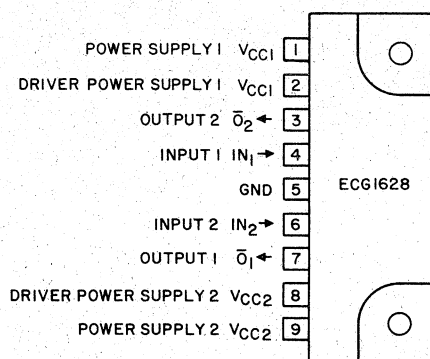 POWER SUPPLY 1 VCC1 1
DRIVER POWER SUPPLY 1 VCC1 2
OUTPUT 2 O̅2← 3
INPUT 1 IN1→ 4
GND 5
ECG1628
INPUT 2 IN2→ 6
OUTPUT 1 O̅1← 7
DRIVER POWER SUPPLY 2 VCC2 8
POWER SUPPLY 2 VCC2 9